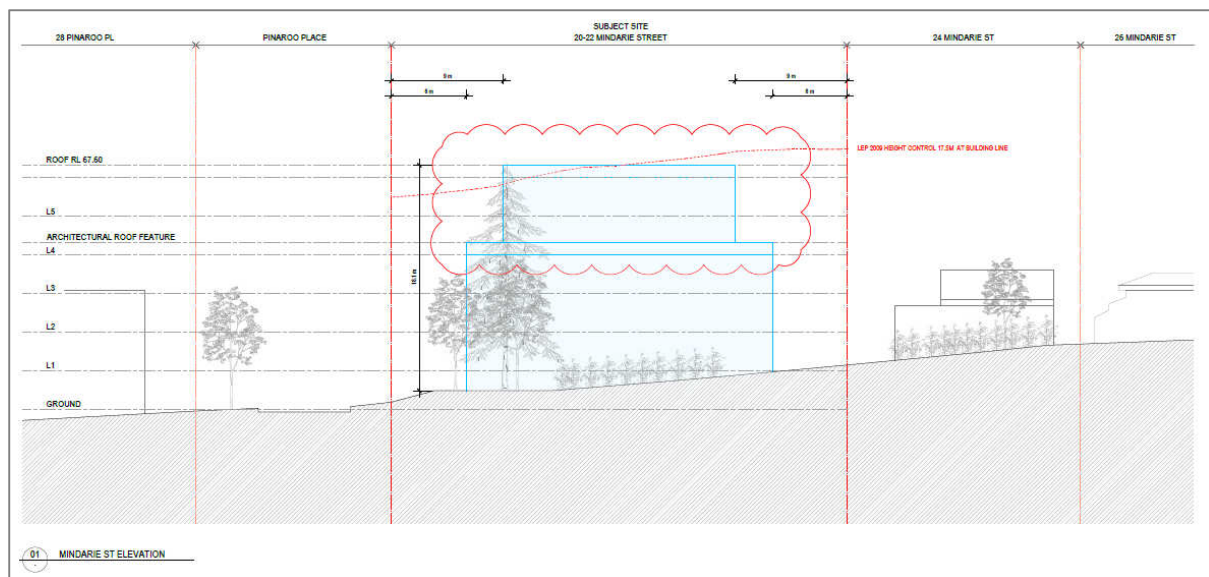 SUBJECT SITE
28 PINAROO PL
PINAROO PLACE
20-22 MINDARIE STREET
24 MINDARIE ST
26 MINDARIE ST
9 m
9 m
6 m
6 m
LEP 2009 HEIGHT CONTROL 17.5M AT BUILDING LINE
ROOF RL 67.60
L5
ARCHITECTURAL ROOF FEATURE
L4
L3
L2
L1
GROUND
01
MINDARIE ST ELEVATION